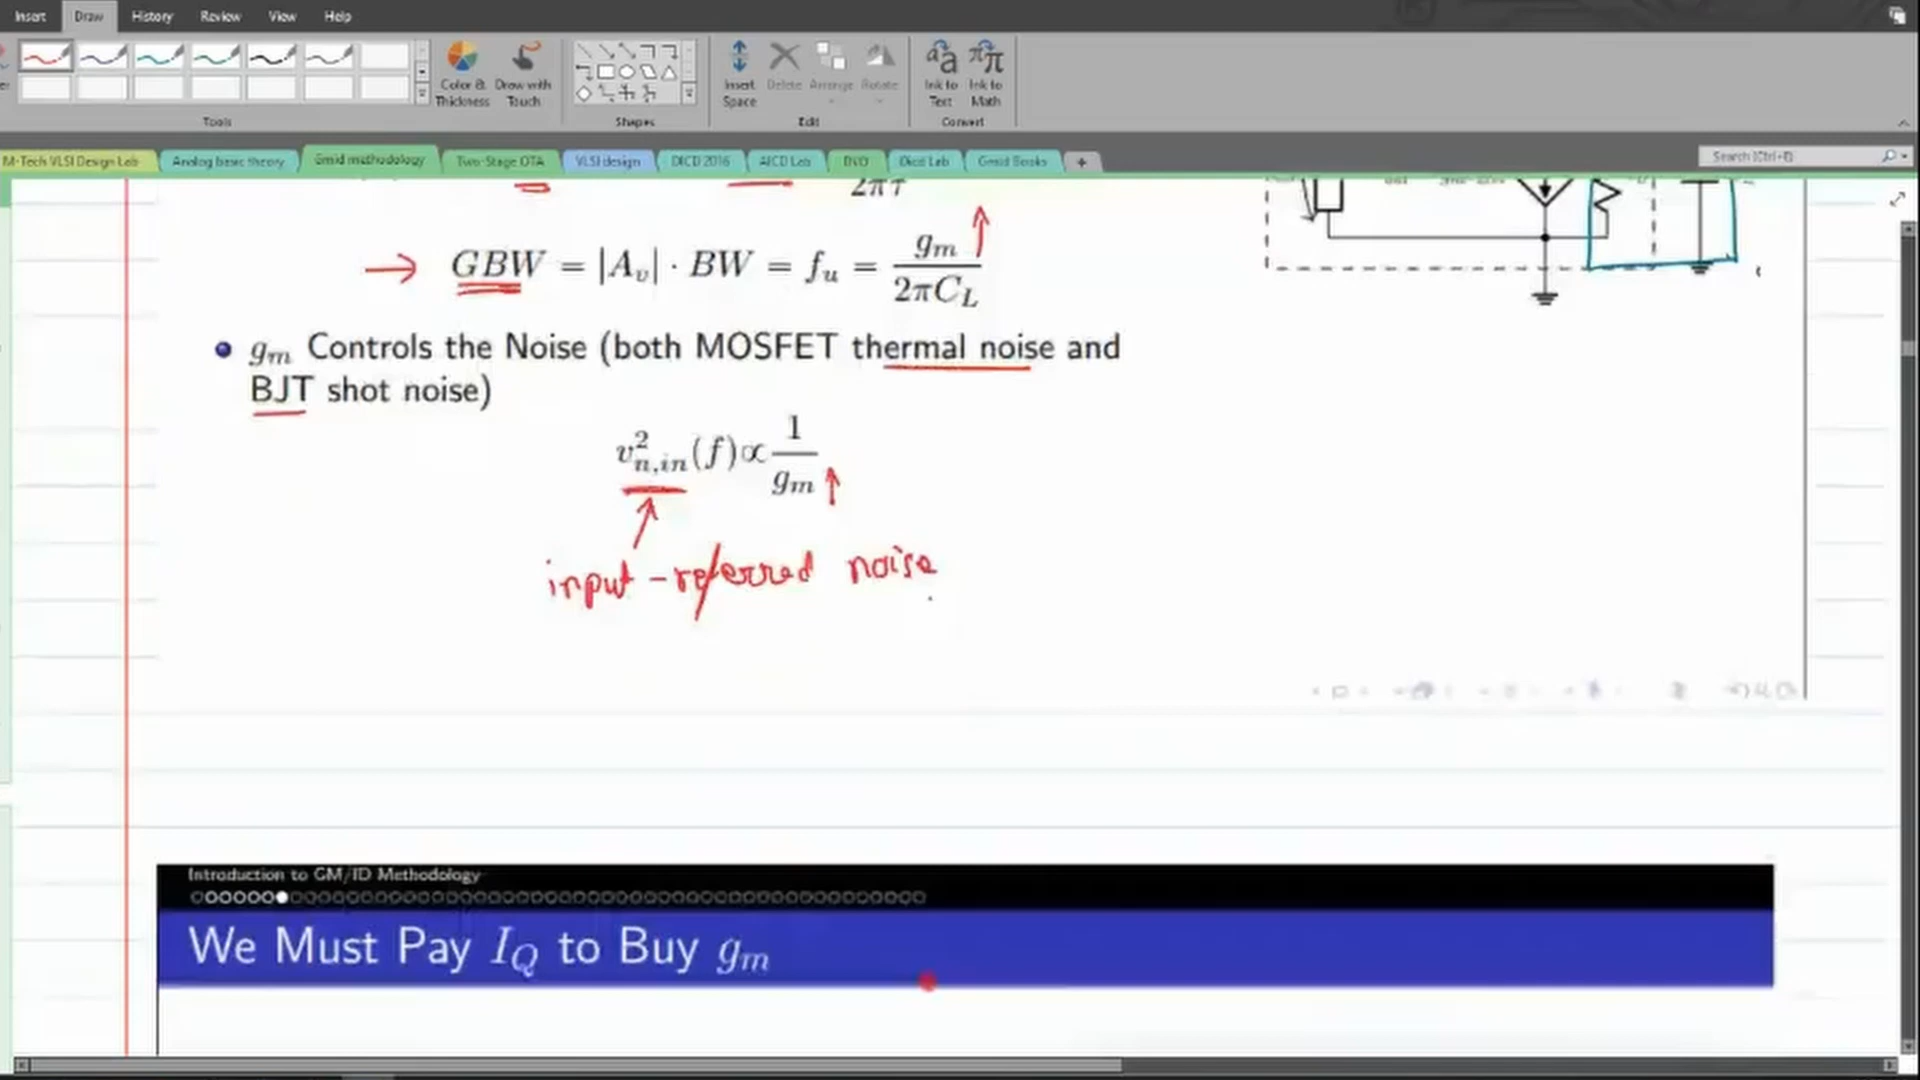 Insert Draw History Review View Help
Color & Thickness
Draw with Touch
Insert Space
Delete
Arrange
Rotate
Ink to Text
Ink to Math
Tools
Shapes
Edit
Convert
M-Tech VLSI Design Lab
Analog basic theory
Gmid methodology
Two-Stage OTA
VLSI design
DICD 2016
AICD Lab
DVD
Dicd Lab
Gmid Books
+
Search (Ctrl+E)
2πτ
→ GBW = |A_v| · BW = f_u = g_m / 2πC_L ↑
• g_m Controls the Noise (both MOSFET thermal noise and
BJT shot noise)
v²_{n,in}(f) ∝ 1 / g_m ↑
input-referred noise
Introduction to GM/ID Methodology
We Must Pay I_Q to Buy g_m